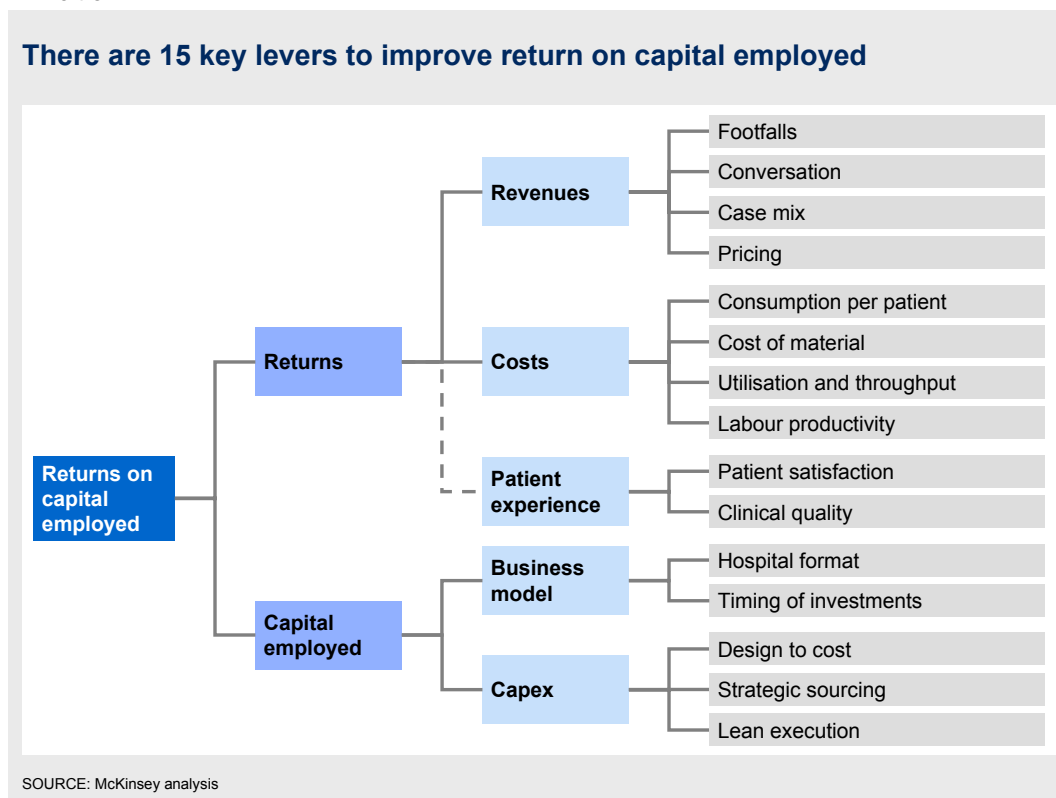 There are 15 key levers to improve return on capital employed
Footfalls
Conversation
Revenues
Case mix
Pricing
Consumption per patient
Cost of material
Returns
Costs
Utilisation and throughput
Labour productivity
Returns on
capital
employed
Patient
experience
Patient satisfaction
Clinical quality
Business
model
Hospital format
Timing of investments
Capital
employed
Design to cost
Capex
Strategic sourcing
Lean execution
SOURCE: McKinsey analysis